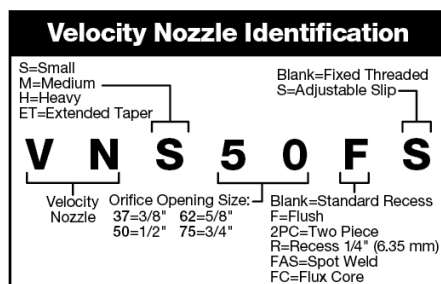 Velocity Nozzle Identification
S=Small
M=Medium
H=Heavy
ET=Extended Taper
Blank=Fixed Threaded
S=Adjustable Slip
V N S 5 0 F S
Velocity
Nozzle
Orifice Opening Size:
37=3/8" 62=5/8"
50=1/2" 75=3/4"
Blank=Standard Recess
F=Flush
2PC=Two Piece
R=Recess 1/4" (6.35 mm)
FAS=Spot Weld
FC=Flux Core